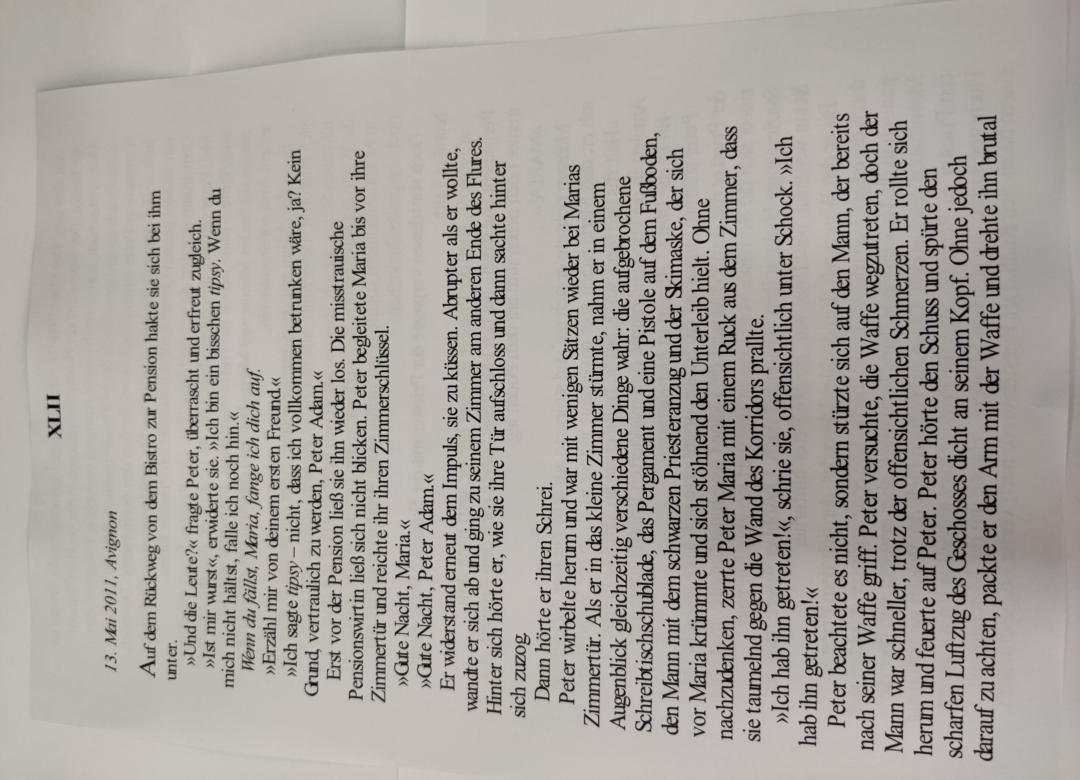 XLII
13. Mai 2011, Avignon
Auf dem Rückweg von dem Bistro zur Pension hakte sie sich bei ihm
unter.
»Und die Leute?« fragte Peter, überrascht und erfreut zugleich.
»Ist mir wurst«, erwiderte sie. »Ich bin ein bisschen tipsy. Wenn du
mich nicht hältst, falle ich noch hin.«
Wenn du fällst, Maria, fange ich dich auf.
»Erzähl mir von deinem ersten Freund.«
»Ich sagte tipsy – nicht, dass ich vollkommen betrunken wäre, ja? Kein
Grund, vertraulich zu werden, Peter Adam.«
Erst vor der Pension ließ sie ihn wieder los. Die misstrauische
Pensionswirtin ließ sich nicht blicken. Peter begleitete Maria bis vor ihre
Zimmertür und reichte ihr ihren Zimmerschlüssel.
»Gute Nacht, Maria.«
»Gute Nacht, Peter Adam.«
Er widerstand erneut dem Impuls, sie zu küssen. Abrupter als er wollte,
wandte er sich ab und ging zu seinem Zimmer am anderen Ende des Flures.
Hinter sich hörte er, wie sie ihre Tür aufschloss und dann sachte hinter
sich zuzog
Dann hörte er ihren Schrei.
Peter wirbelte herum und war mit wenigen Sätzen wieder bei Marias
Zimmertür. Als er in das kleine Zimmer stürmte, nahm er in einem
Augenblick gleichzeitig verschiedene Dinge wahr: die aufgebrochene
Schreibtischschublade, das Pergament und eine Pistole auf dem Fußboden,
den Mann mit dem schwarzen Priesteranzug und der Skimaske, der sich
vor Maria krümmte und sich stöhnend den Unterleib hielt. Ohne
nachzudenken, zerrte Peter Maria mit einem Ruck aus dem Zimmer, dass
sie taumelnd gegen die Wand des Korridors prallte.
»Ich hab ihn getreten!«, schrie sie, offensichtlich unter Schock. »Ich
hab ihn getreten!«
Peter beachtete es nicht, sondern stürzte sich auf den Mann, der bereits
nach seiner Waffe griff. Peter versuchte, die Waffe wegzutreten, doch der
Mann war schneller, trotz der offensichtlichen Schmerzen. Er rollte sich
herum und feuerte auf Peter. Peter hörte den Schuss und spürte den
scharfen Luftzug des Geschosses dicht an seinem Kopf. Ohne jedoch
darauf zu achten, packte er den Arm mit der Waffe und drehte ihn brutal